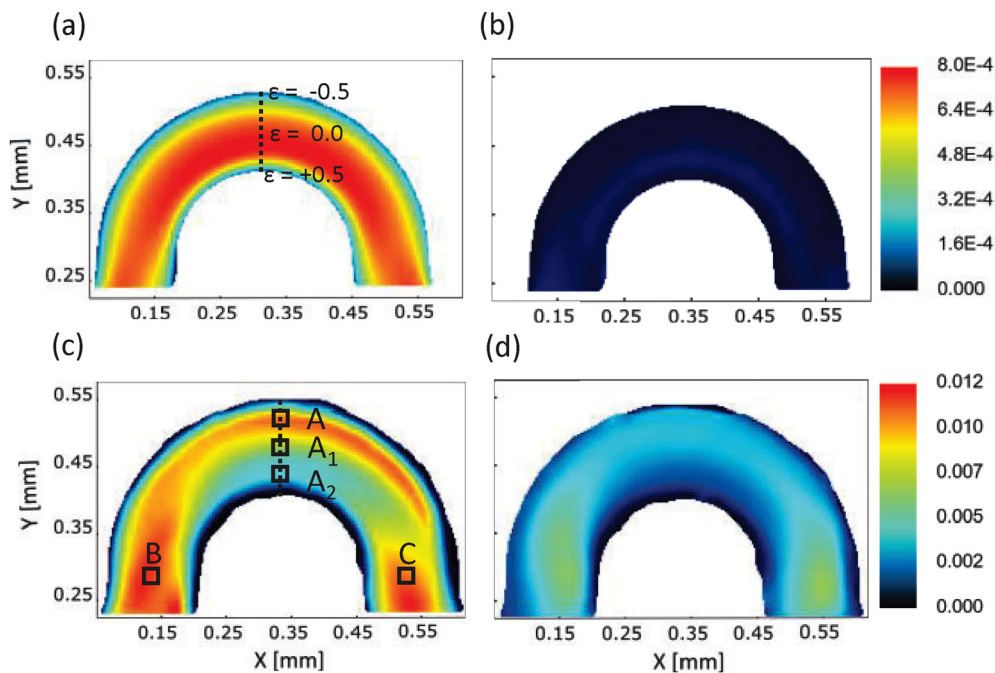 (a)
(b)
0.55
0.45
0.35
0.25
Y [mm]
ε = -0.5
ε = 0.0
ε = +0.5
0.15
0.25
0.35
0.45
0.55
0.15
0.25
0.35
0.45
0.55
8.0E-4
6.4E-4
4.8E-4
3.2E-4
1.6E-4
0.000
(c)
(d)
0.55
0.45
0.35
0.25
Y [mm]
A
A1
A2
B
C
0.15
0.25
0.35
0.45
0.55
X [mm]
0.15
0.25
0.35
0.45
0.55
X [mm]
0.012
0.010
0.007
0.005
0.002
0.000